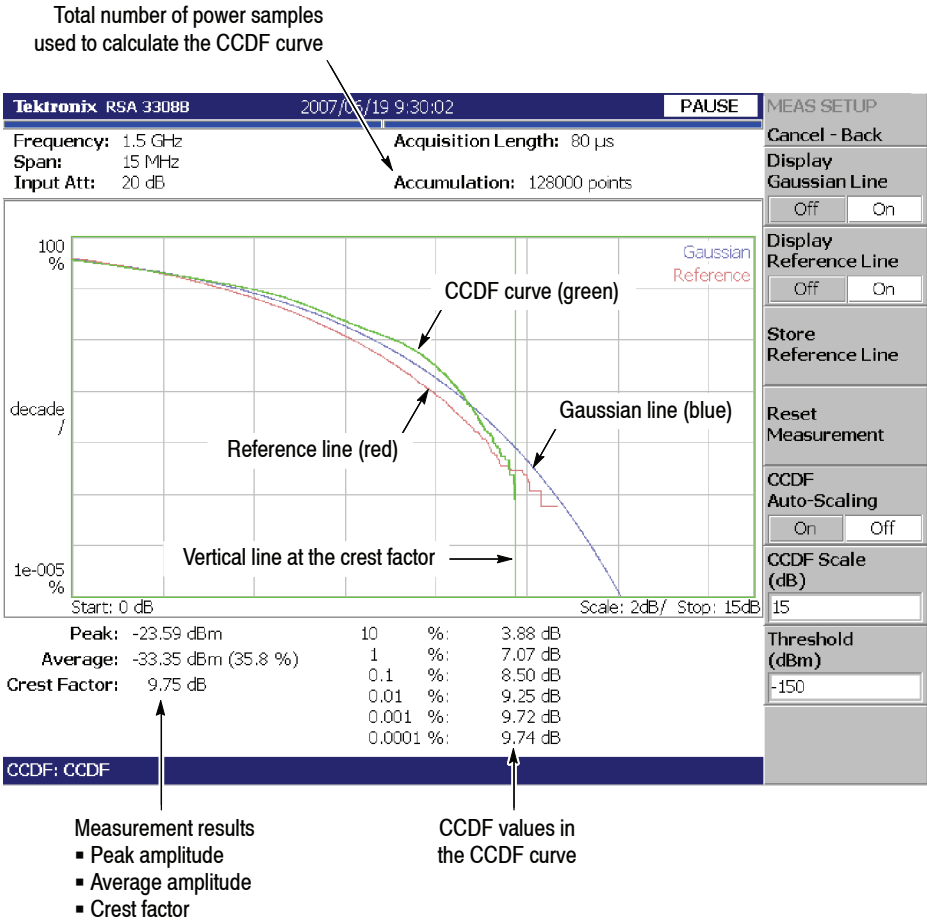 Total number of power samples
used to calculate the CCDF curve
Tektronix RSA 3308B 2007/06/19 9:30:02 PAUSE
Frequency: 1.5 GHz
Span: 15 MHz
Input Att: 20 dB
Acquisition Length: 80 µs
Accumulation: 128000 points
100
%
decade
/
1e-005
%
Gaussian
Reference
CCDF curve (green)
Gaussian line (blue)
Reference line (red)
Vertical line at the crest factor
Start: 0 dB Scale: 2dB/ Stop: 15dB
Peak: -23.59 dBm
Average: -33.35 dBm (35.8 %)
Crest Factor: 9.75 dB
10 %: 3.88 dB
1 %: 7.07 dB
0.1 %: 8.50 dB
0.01 %: 9.25 dB
0.001 %: 9.72 dB
0.0001 %: 9.74 dB
CCDF: CCDF
MEAS SETUP
Cancel - Back
Display
Gaussian Line
Off On
Display
Reference Line
Off On
Store
Reference Line
Reset
Measurement
CCDF
Auto-Scaling
On Off
CCDF Scale
(dB)
15
Threshold
(dBm)
-150
Measurement results
▪ Peak amplitude
▪ Average amplitude
▪ Crest factor
CCDF values in
the CCDF curve